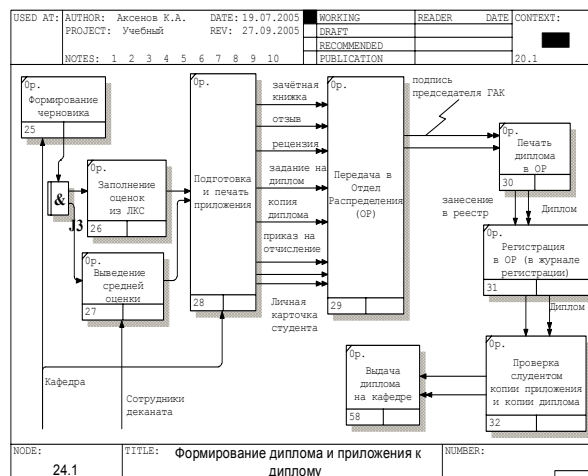 USED AT:
AUTHOR: Аксенов К.А.
DATE: 19.07.2005
PROJECT: Учебный
REV: 27.09.2005
NOTES: 1 2 3 4 5 6 7 8 9 10
WORKING
DRAFT
RECOMMENDED
PUBLICATION
READER
DATE
CONTEXT:
20.1
0р.
Формирование
черновика
25
&
J3
0р.
Заполнение
оценок
из ЛКС
26
0р.
Выведение
средней
оценки
27
0р.
Подготовка
и печать
приложения
28
зачётная
книжка
отзыв
рецензия
задание на
диплом
копия
диплома
приказ на
отчисление
Личная
карточка
студента
0р.
Передача в
Отдел
Распределения
(ОР)
29
подпись
председателя ГАК
0р.
Печать
диплома
в ОР
30
занесение
в реестр
Диплом
0р.
Регистрация
в ОР (в журнале
регистрации)
31
Диплом
0р.
Проверка
слудентом
копии приложения
и копии диплома
32
0р.
Выдача
диплома
на кафедре
58
Кафедра
Сотрудники
деканата
NODE:
24.1
TITLE:
Формирование диплома и приложения к
диплому
NUMBER: